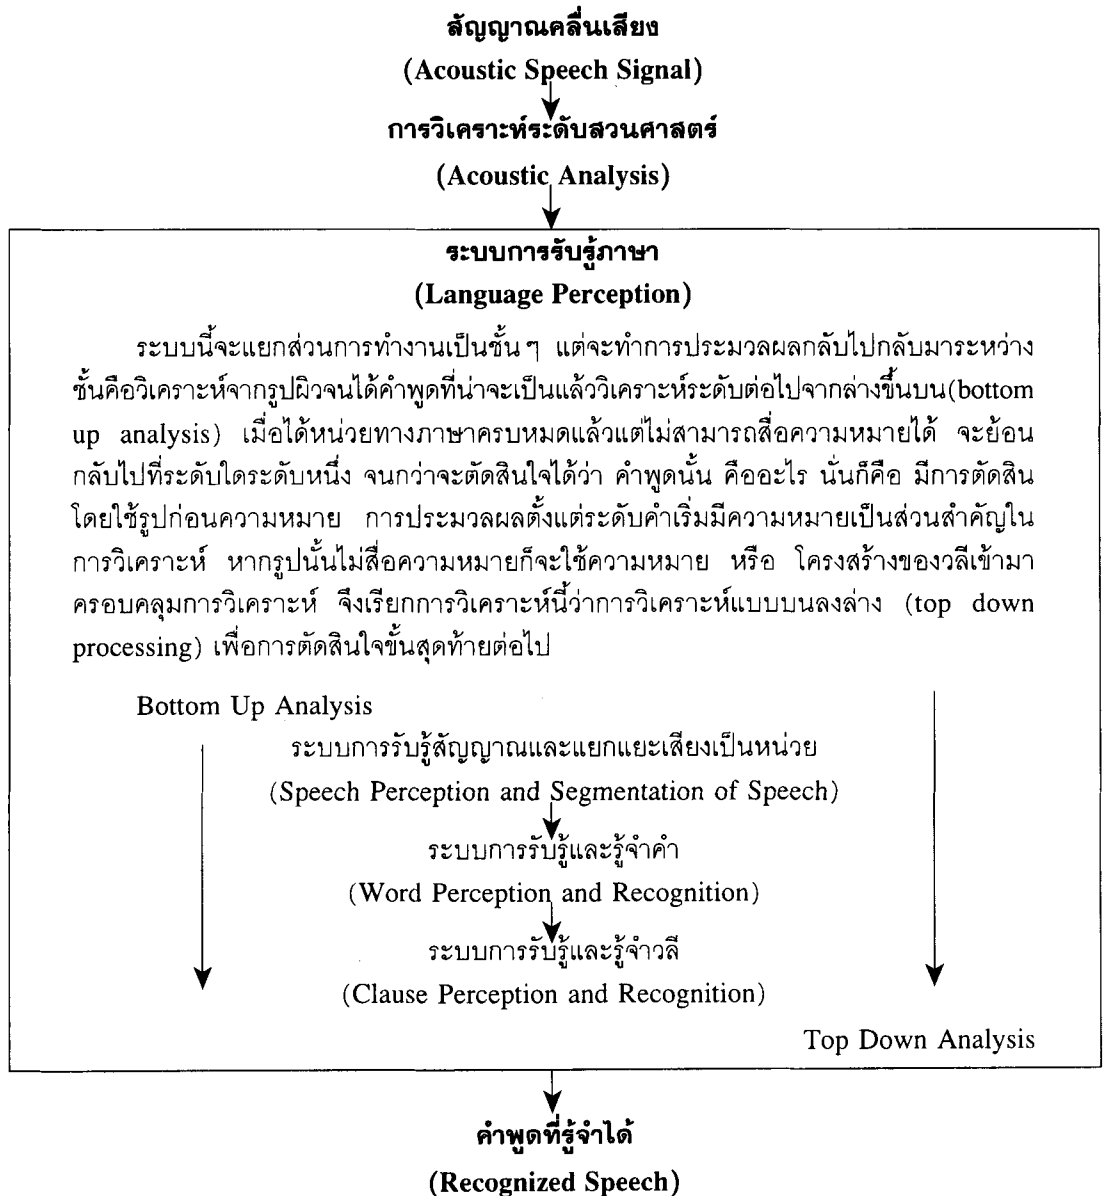 สัญญาณคลื่นเสียง
(Acoustic Speech Signal)
การวิเคราะห์ระดับสวนศาสตร์
(Acoustic Analysis)
ระบบการรับรู้ภาษา
(Language Perception)
ระบบนี้จะแยกส่วนการทำงานเป็นชั้น ๆ แต่จะทำการประมวลผลกลับไปกลับมาระหว่าง
ชั้นคือวิเคราะห์จากรูปผิวจนได้คำพูดที่น่าจะเป็นแล้ววิเคราะห์ระดับต่อไปจากล่างขึ้นบน(bottom
up analysis) เมื่อได้หน่วยทางภาษาครบหมดแล้วแต่ไม่สามารถสื่อความหมายได้ จะย้อน
กลับไปที่ระดับใดระดับหนึ่ง จนกว่าจะตัดสินใจได้ว่า คำพูดนั้น คืออะไร นั่นก็คือ มีการตัดสิน
โดยใช้รูปก่อนความหมาย การประมวลผลตั้งแต่ระดับคำเริ่มมีความหมายเป็นส่วนสำคัญใน
การวิเคราะห์ หากรูปนั้นไม่สื่อความหมายก็จะใช้ความหมาย หรือ โครงสร้างของวลีเข้ามา
ครอบคลุมการวิเคราะห์ จึงเรียกการวิเคราะห์นี้ว่าการวิเคราะห์แบบบนลงล่าง (top down
processing) เพื่อการตัดสินใจขั้นสุดท้ายต่อไป
Bottom Up Analysis
ระบบการรับรู้สัญญาณและแยกแยะเสียงเป็นหน่วย
(Speech Perception and Segmentation of Speech)
ระบบการรับรู้และรู้จำคำ
(Word Perception and Recognition)
ระบบการรับรู้และรู้จำวลี
(Clause Perception and Recognition)
Top Down Analysis
คำพูดที่รู้จำได้
(Recognized Speech)